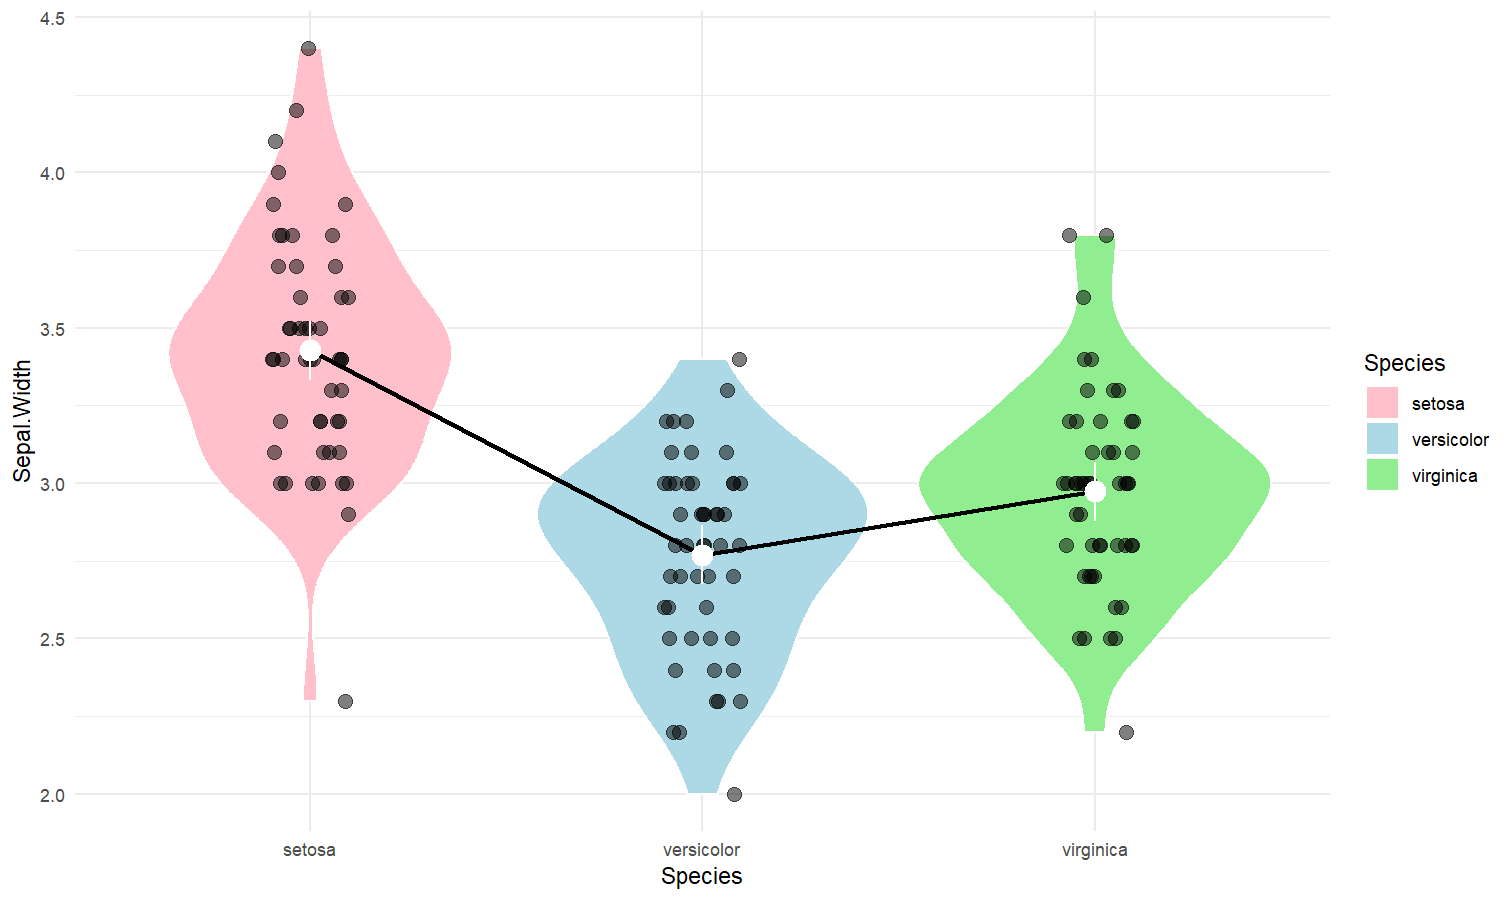 Sepal.Width
4.5
4.0
3.5
3.0
2.5
2.0
setosa
versicolor
virginica
Species
Species
setosa
versicolor
virginica